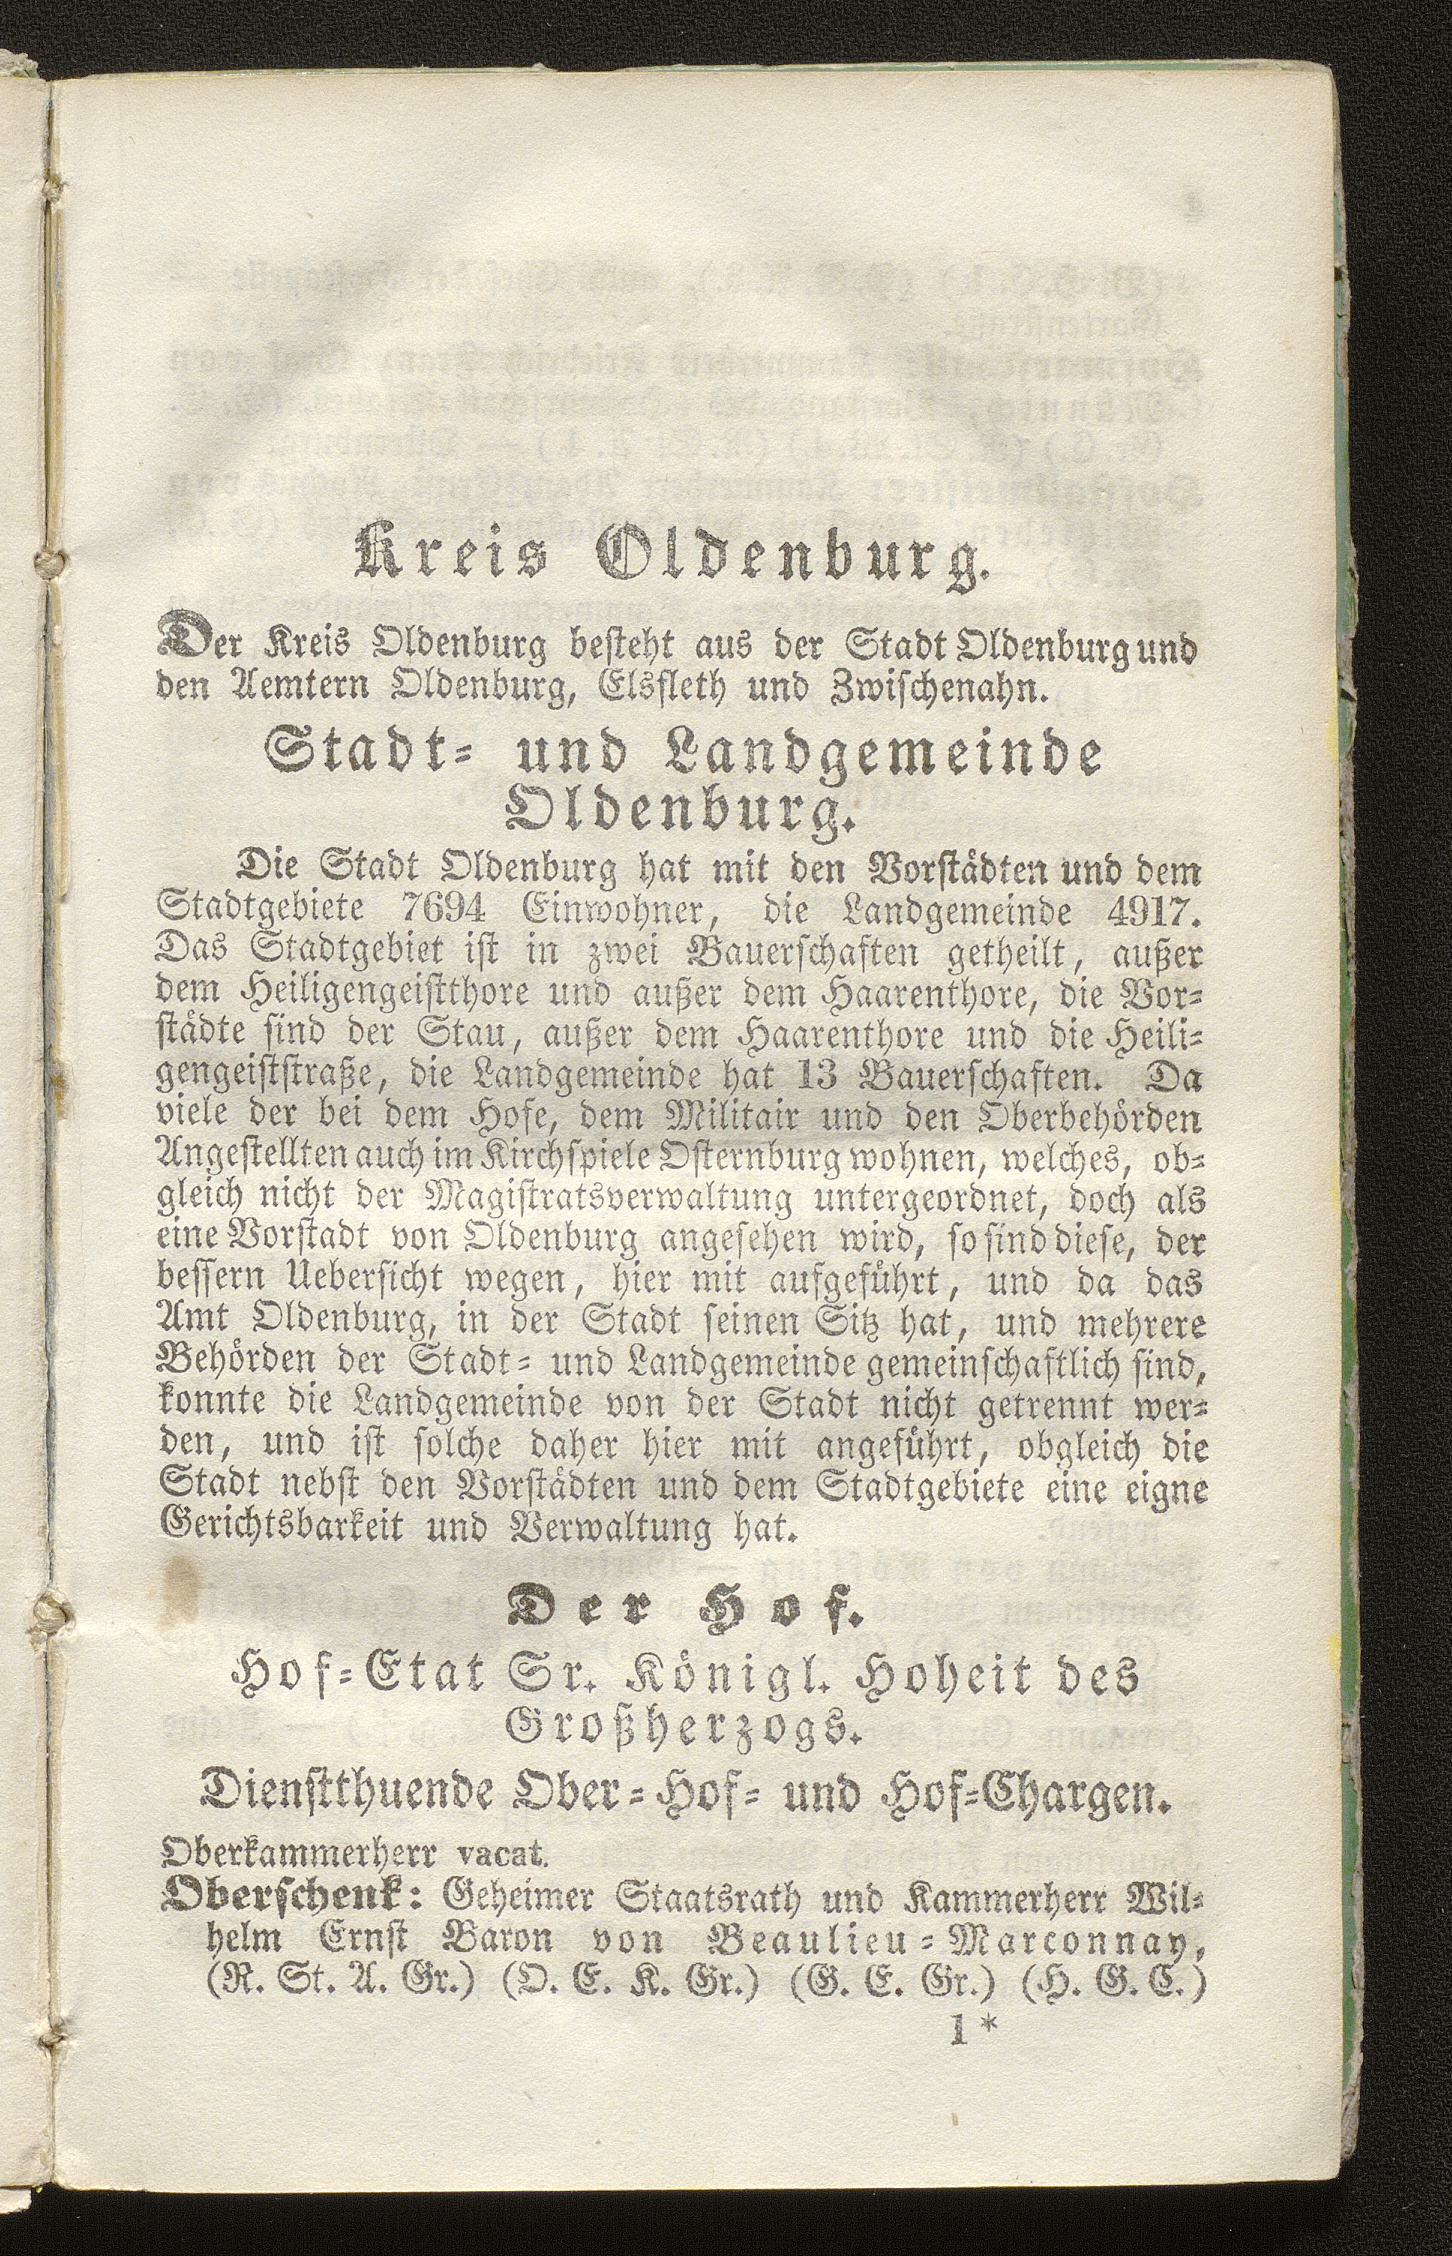 Kreis Oldenburg.
Der Kreis Oldenburg besteht aus der Stadt Oldenburg und
den Aemtern Oldenburg, Elsfleth und Zwischenahn.
Stadt- und Landgemeinde
Oldenburg.
Die Stadt Oldenburg hat mit den Vorstädten und dem
Stadtgebiete 7694 Einwohner, die Landgemeinde 4917.
Das Stadtgebiet ist in zwei Bauerschaften getheilt, außer
dem Heiligengeistthore und außer dem Haarenthore, die Vor-
städte sind der Stau, außer dem Haarenthore und die Heili-
gengeiststraße, die Landgemeinde hat 13 Bauerschaften. Da
viele der bei dem Hofe, dem Militair und den Oberbehörden
Angestellten auch im Kirchspiele Osternburg wohnen, welches, ob-
gleich nicht der Magistratsverwaltung untergeordnet, doch als
eine Vorstadt von Oldenburg angesehen wird, so sind diese, der
bessern Uebersicht wegen, hier mit aufgeführt, und da das
Amt Oldenburg, in der Stadt seinen Sitz hat, und mehrere
Behörden der Stadt- und Landgemeinde gemeinschaftlich sind,
konnte die Landgemeinde von der Stadt nicht getrennt wer-
den, und ist solche daher hier mit angeführt, obgleich die
Stadt nebst den Vorstädten und dem Stadtgebiete eine eigne
Gerichtsbarkeit und Verwaltung hat.
Der Hof.
Hof-Etat Sr. Königl. Hoheit des
Großherzogs.
Dienstthuende Ober-Hof- und Hof-Chargen.
Oberkammerherr vacat.
Oberschenk: Geheimer Staatsrath und Kammerherr Wil-
helm Ernst Baron von Beaulieu-Marconnay,
(R. St. A. Gr.) (O. E. K. Gr.) (G. E. Gr.) (H. G. C.)
1*